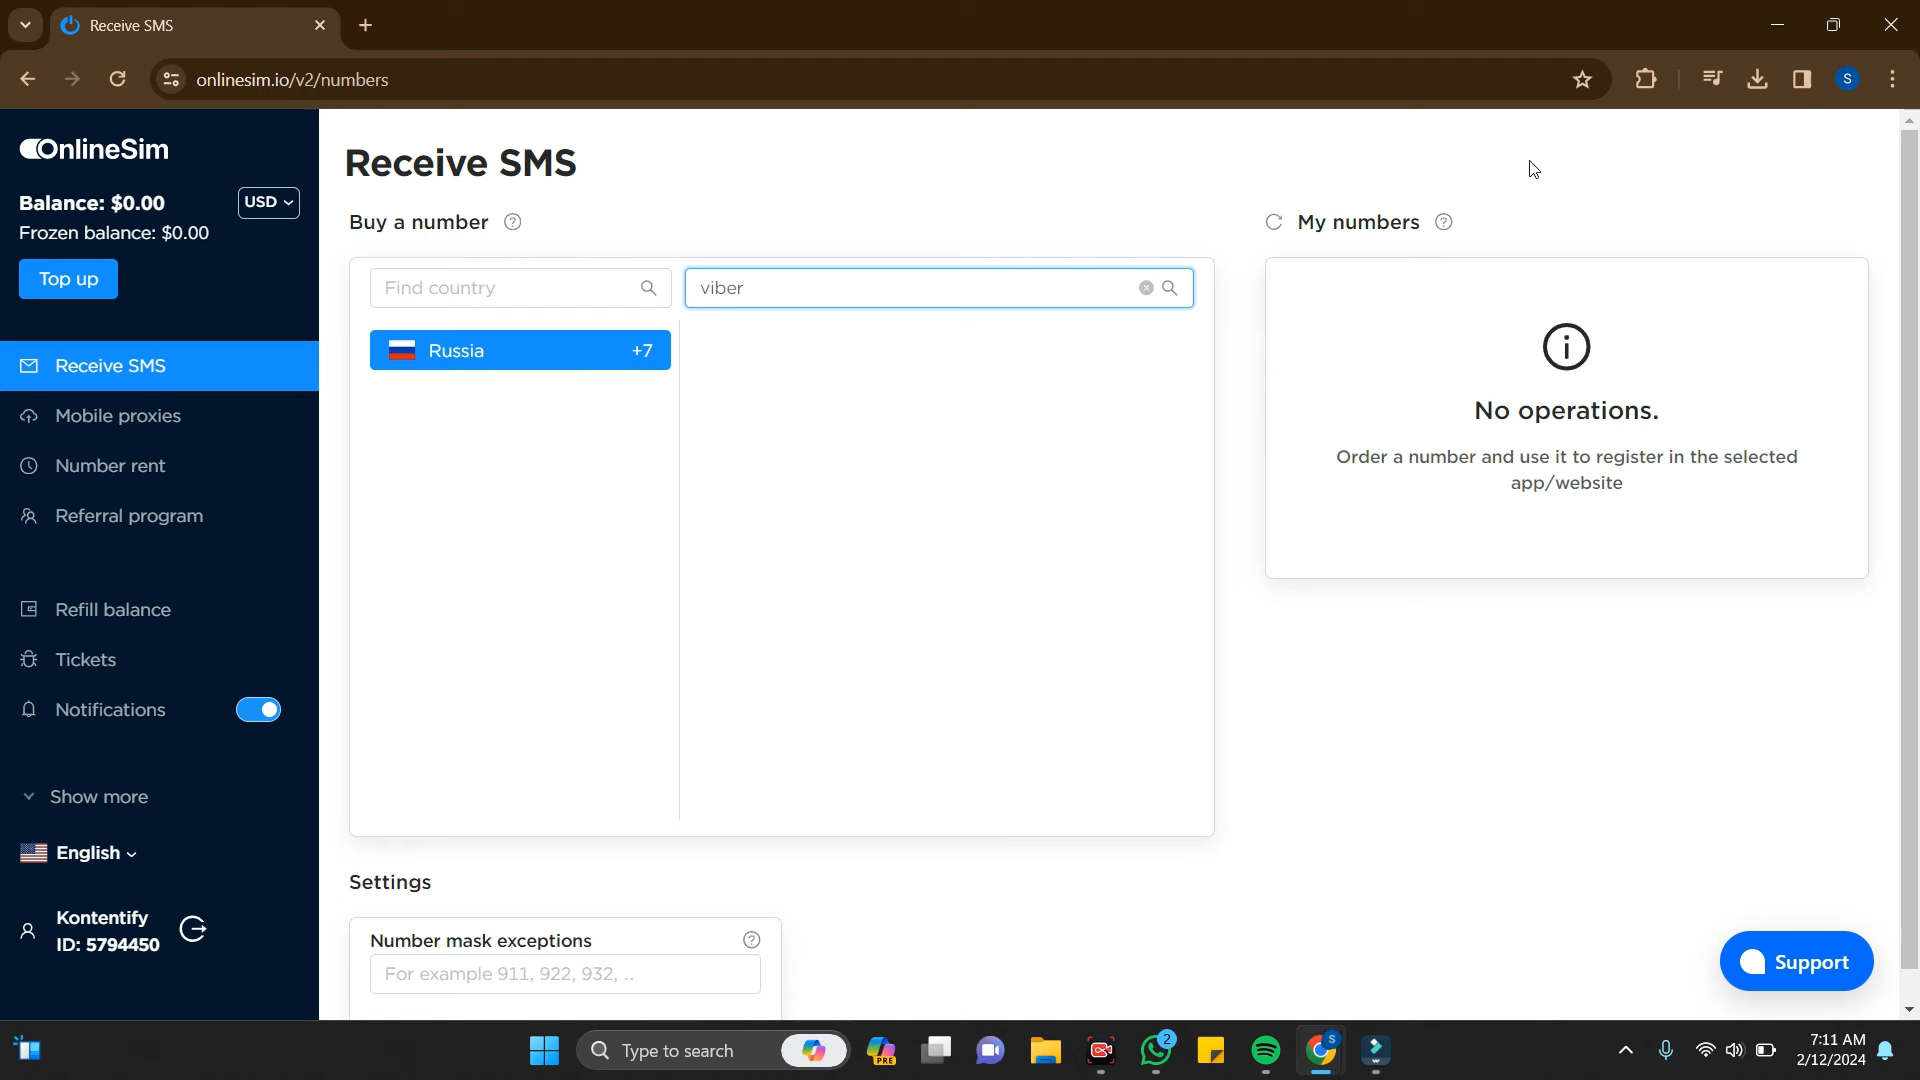 Receive SMS
onlinesim.io/v2/numbers
S
OnlineSim
Balance: $0.00
USD
Frozen balance: $0.00
Top up
Receive SMS
Mobile proxies
Number rent
Referral program
Refill balance
Tickets
Notifications
Show more
English
Kontentify
ID: 5794450
Receive SMS
Buy a number
Find country
viber
Russia +7
My numbers
No operations.
Order a number and use it to register in the selected
app/website
Settings
Number mask exceptions
For example 911, 922, 932, ..
Support
Type to search
PRE
2
S
7:11 AM
2/12/2024